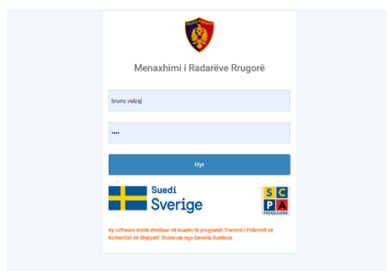 Menaxhimi i Radarëve Rrugorë
bruno.velzaj
••••
Hyr
Suedi
Sverige
S C
P A
PROGRAMME
Ky software është zhvilluar në kuadër të programit "Forcimi i Policimit në
Komunitet në Shqipëri" financuar nga Qeveria Suedeze